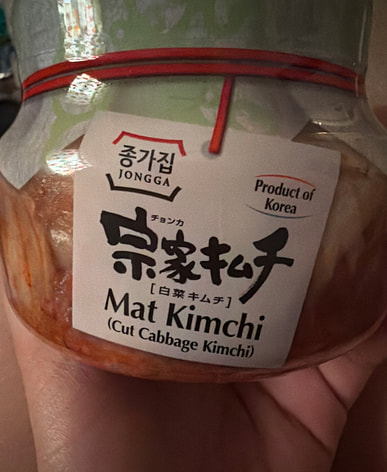 종가집
JONGGA
Product of
Korea
チョンカ
宗家キムチ
[白菜キムチ]
Mat Kimchi
(Cut Cabbage Kimchi)